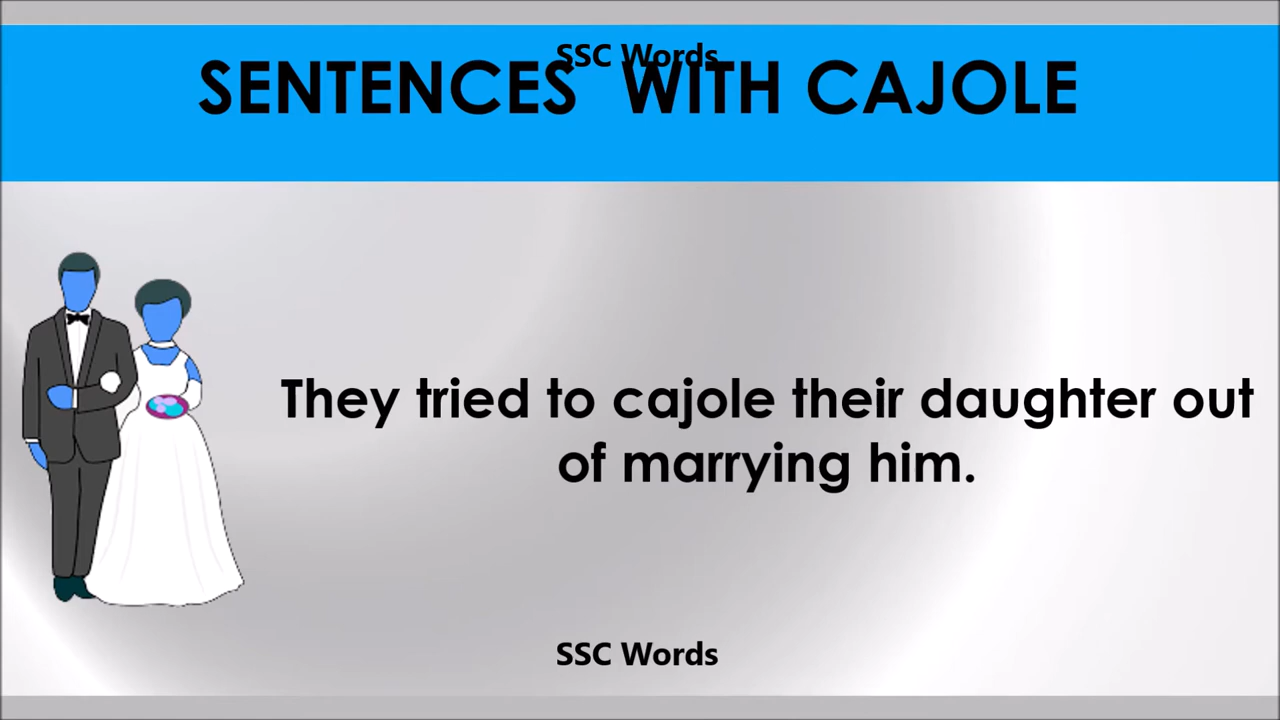 SSC Words
SENTENCES WITH CAJOLE
They tried to cajole their daughter out
of marrying him.
SSC Words